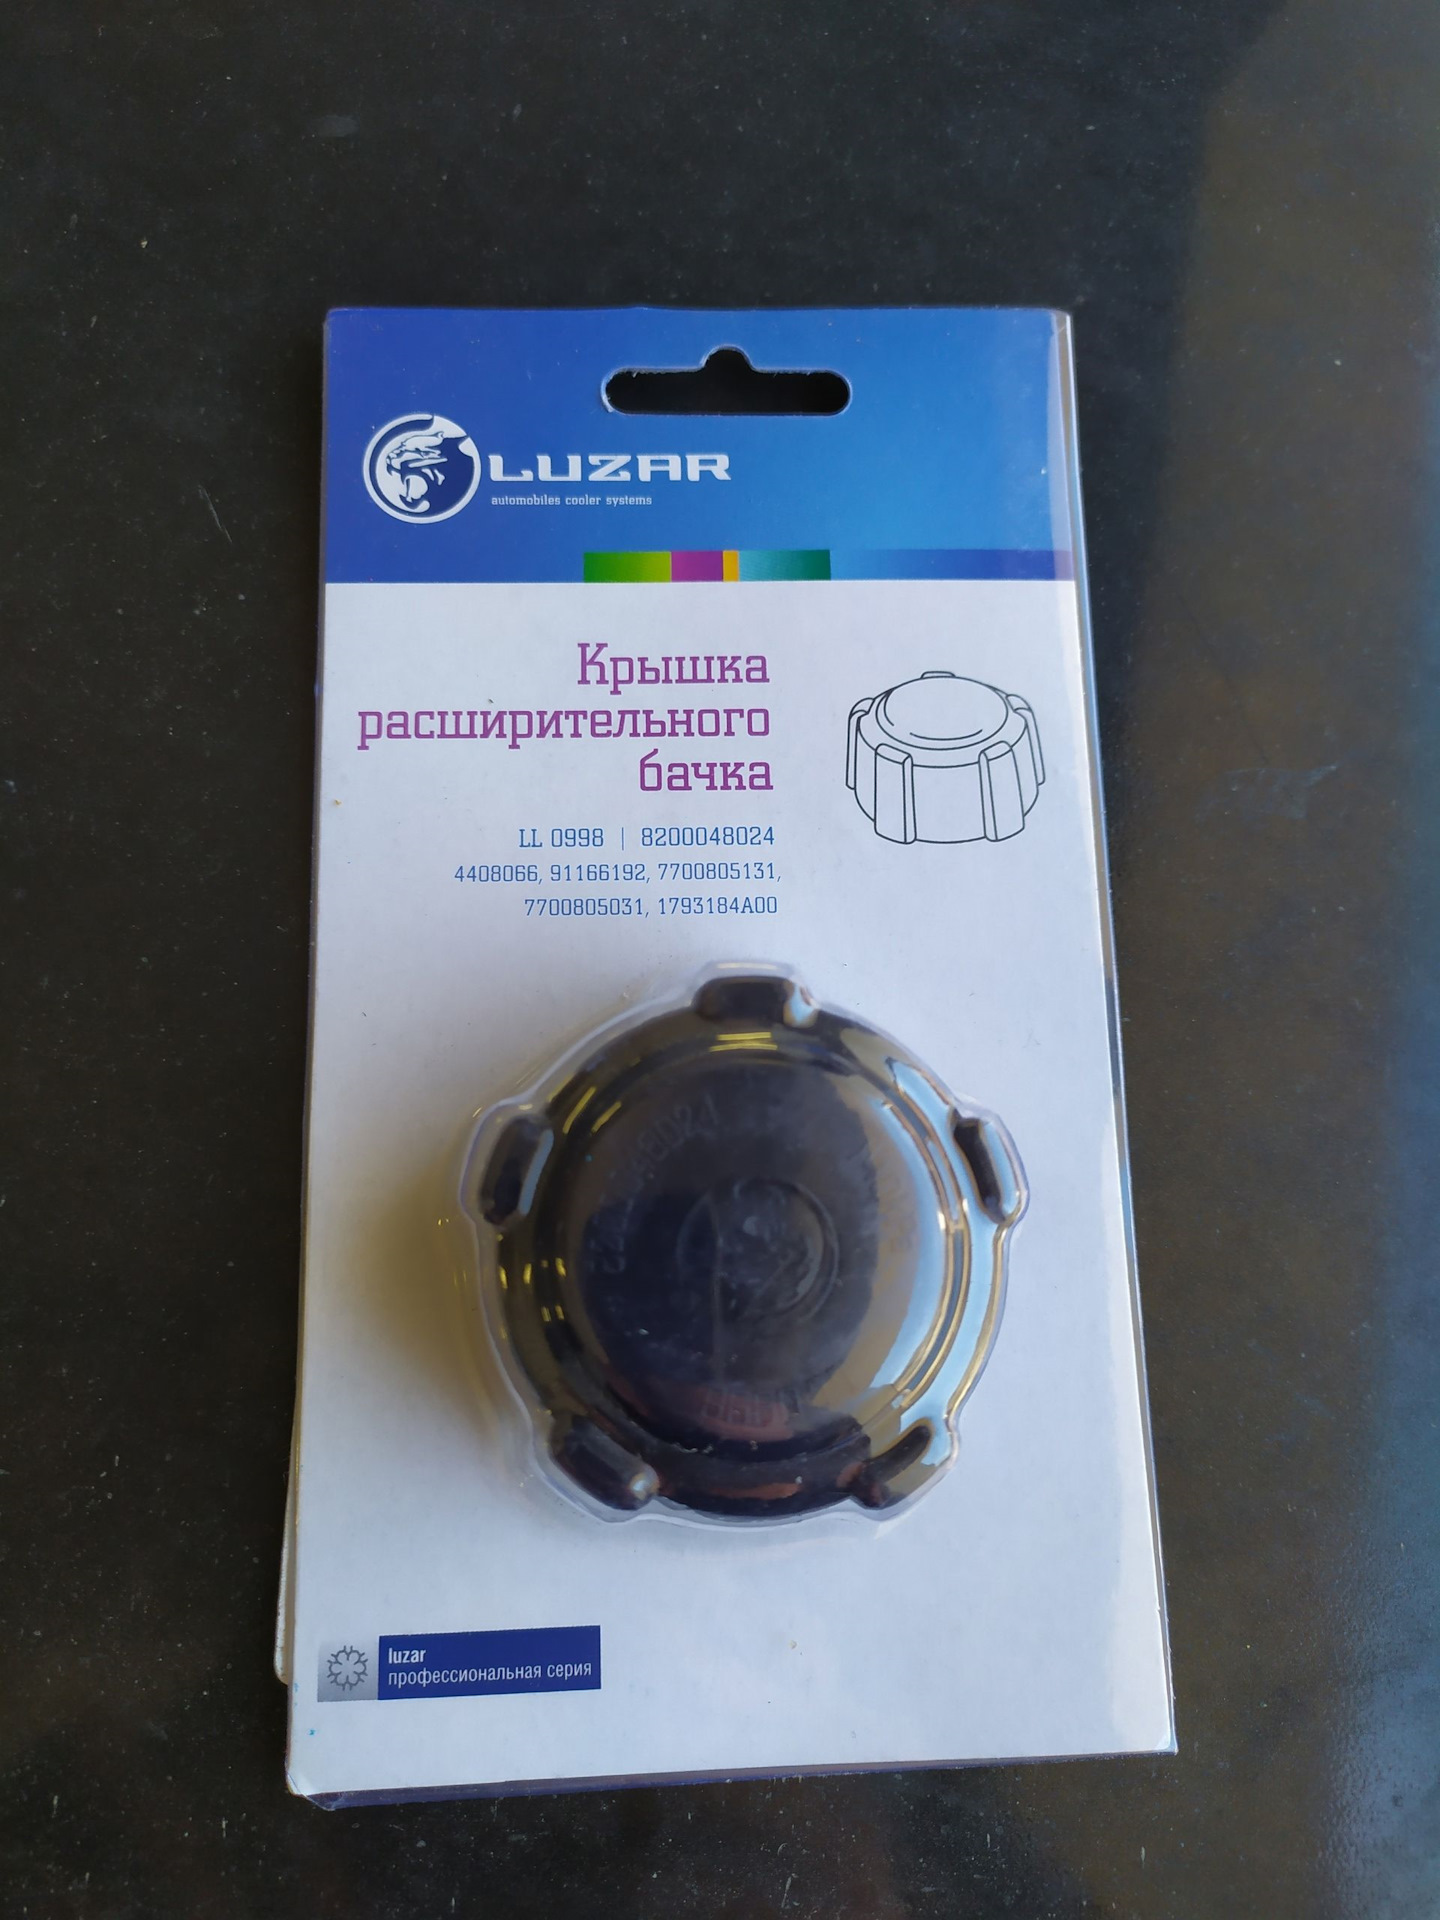 LUZAR
automobiles cooler systems
Крышка
расширительного
бачка
LL 0998 | 8200048024
4408066, 91166192, 7700805131,
7700805031, 1793184A00
luzar
профессиональная серия